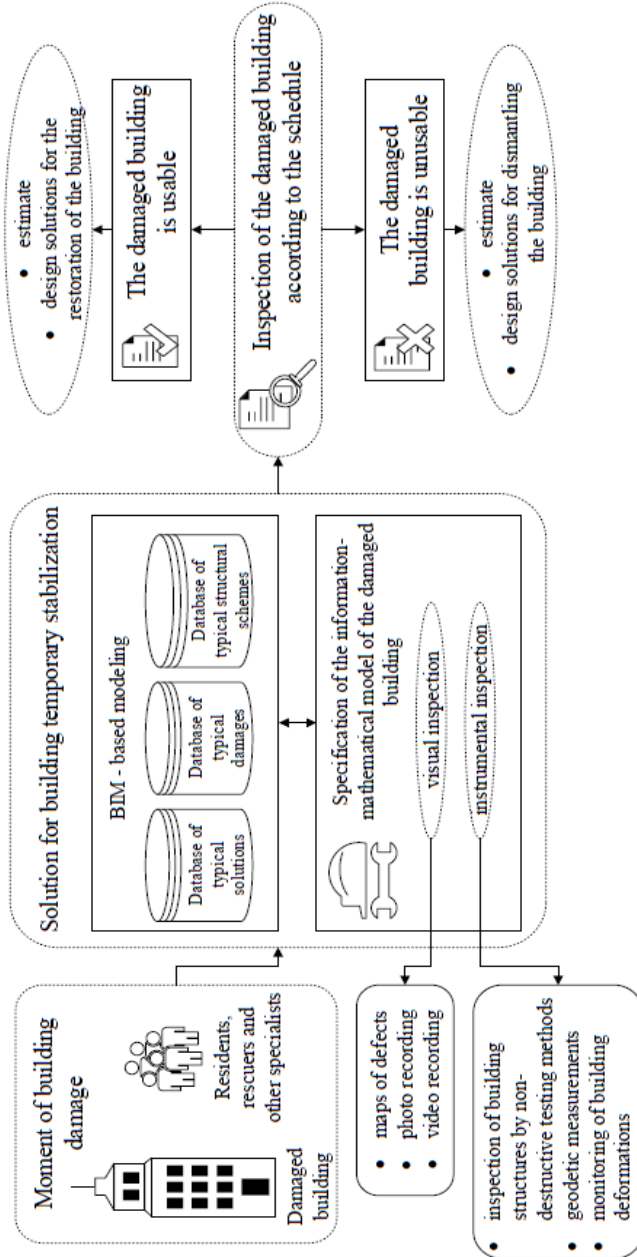 Moment of building
damage
Damaged
building
Residents,
rescuers and
other specialists
Solution for building temporary stabilization
BIM - based modeling
Database of
typical
solutions
Database of
typical
damages
Database of
typical structural
schemes
Specification of the information-
mathematical model of the damaged
building
visual inspection
instrumental inspection
• maps of defects
• photo recording
• video recording
• inspection of building
structures by non-
destructive testing methods
• geodetic measurements
• monitoring of building
deformations
• estimate
• design solutions for the
restoration of the building
The damaged building
is usable
Inspection of the damaged building
according to the schedule
The damaged
building is unusable
• estimate
• design solutions for dismantling
the building